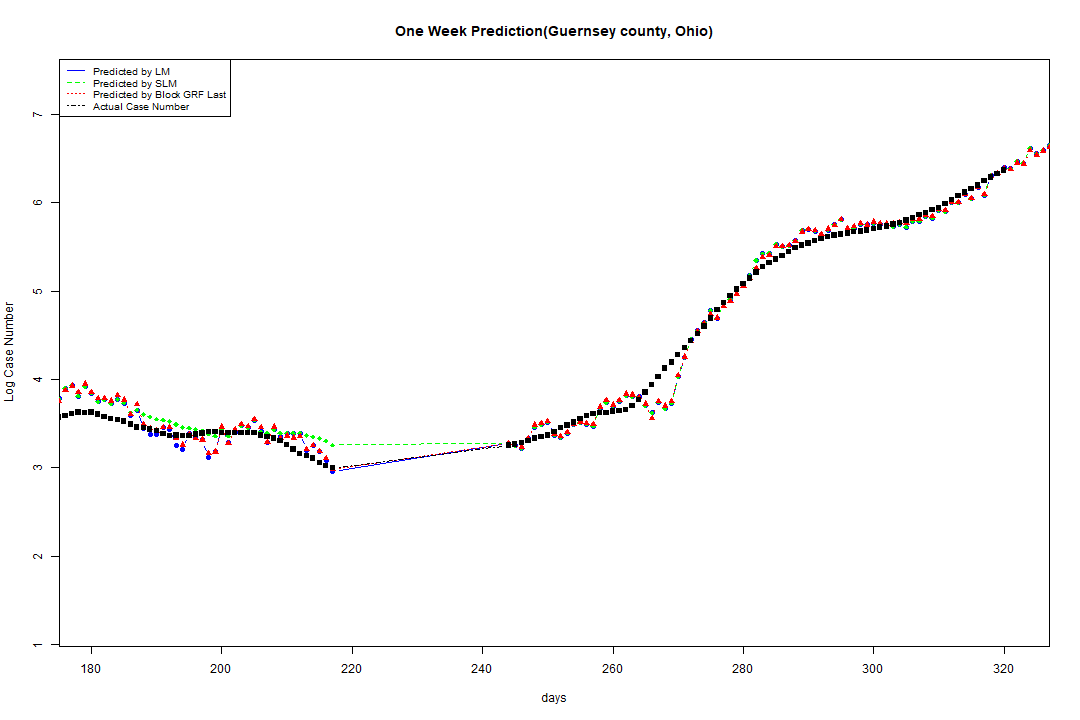 One Week Prediction(Guernsey county, Ohio)
Predicted by LM
Predicted by SLM
Predicted by Block GRF Last
Actual Case Number
7
6
5
4
3
2
1
Log Case Number
180 200 220 240 260 280 300 320
days